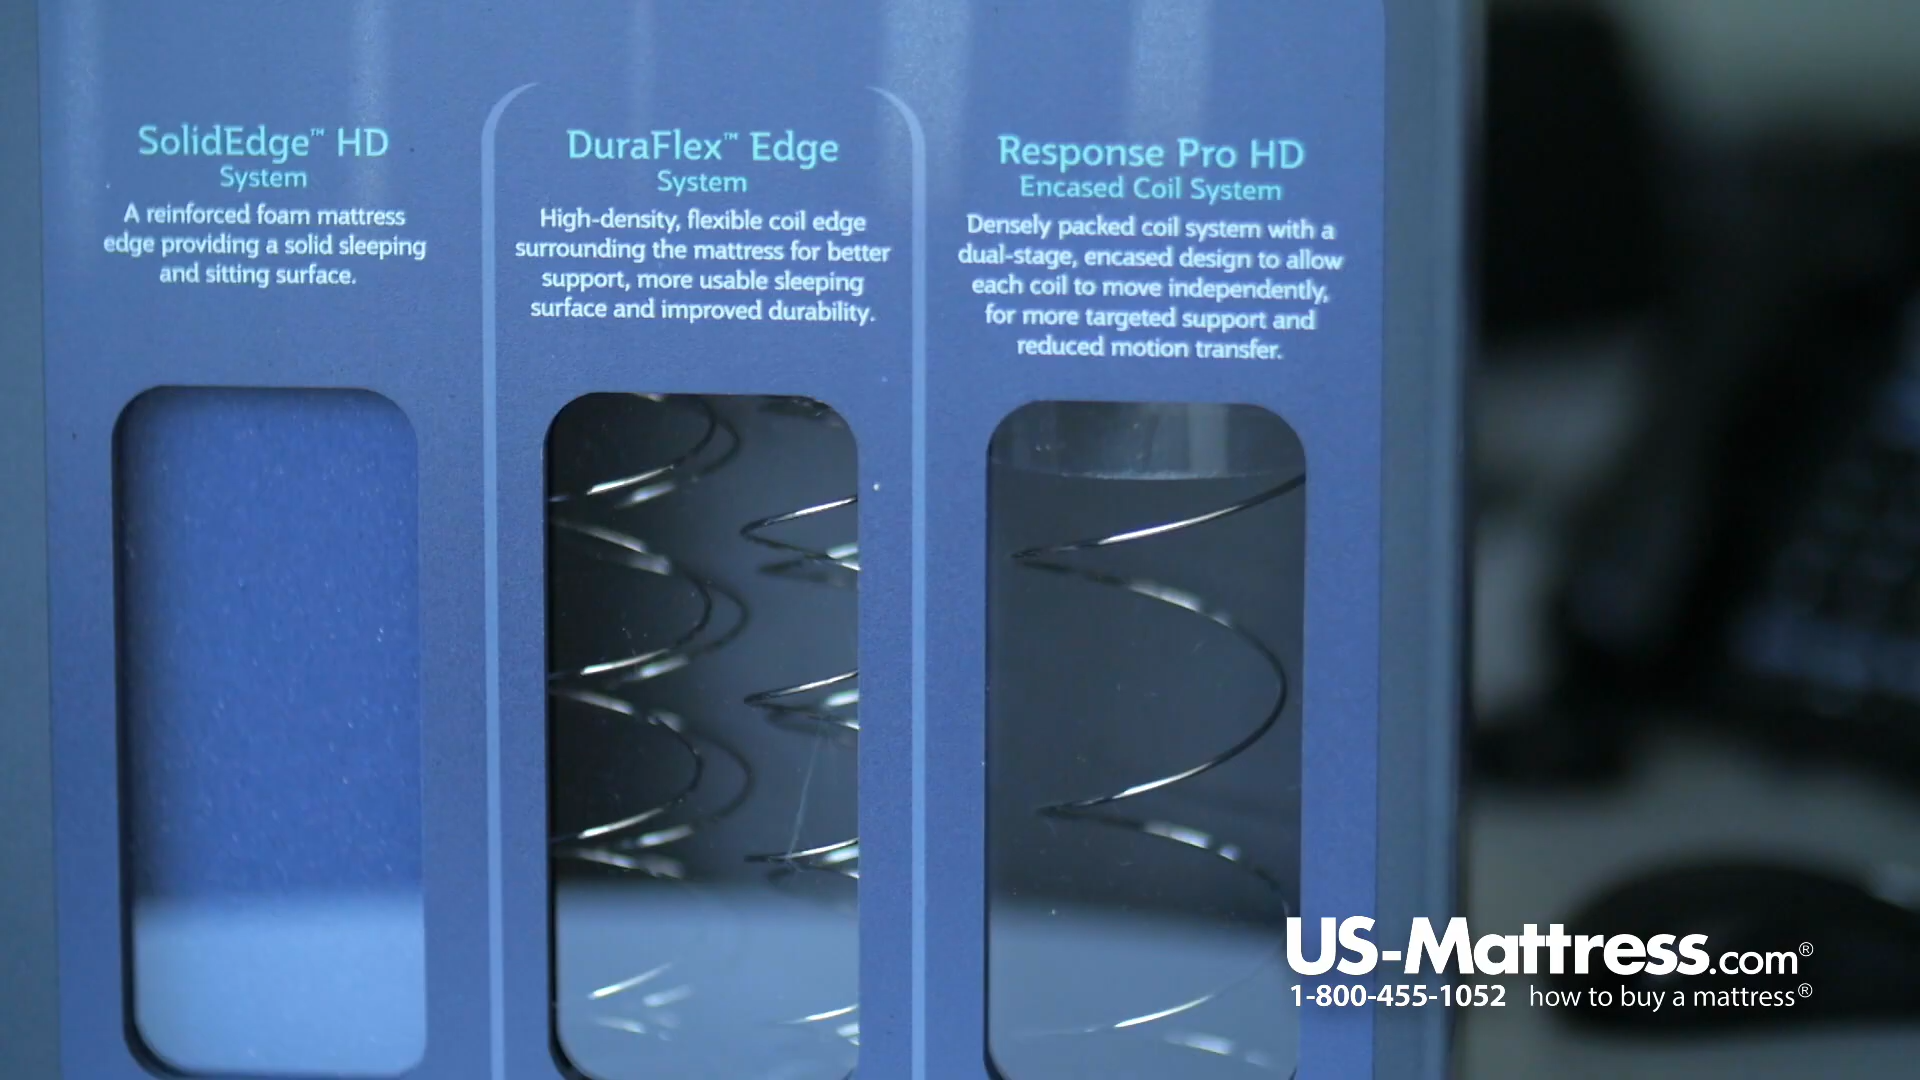 SolidEdge™ HD
System
A reinforced foam mattress
edge providing a solid sleeping
and sitting surface.
DuraFlex™ Edge
System
High-density, flexible coil edge
surrounding the mattress for better
support, more usable sleeping
surface and improved durability.
Response Pro HD
Encased Coil System
Densely packed coil system with a
dual-stage, encased design to allow
each coil to move independently,
for more targeted support and
reduced motion transfer.
US-Mattress.com®
1-800-455-1052 how to buy a mattress®